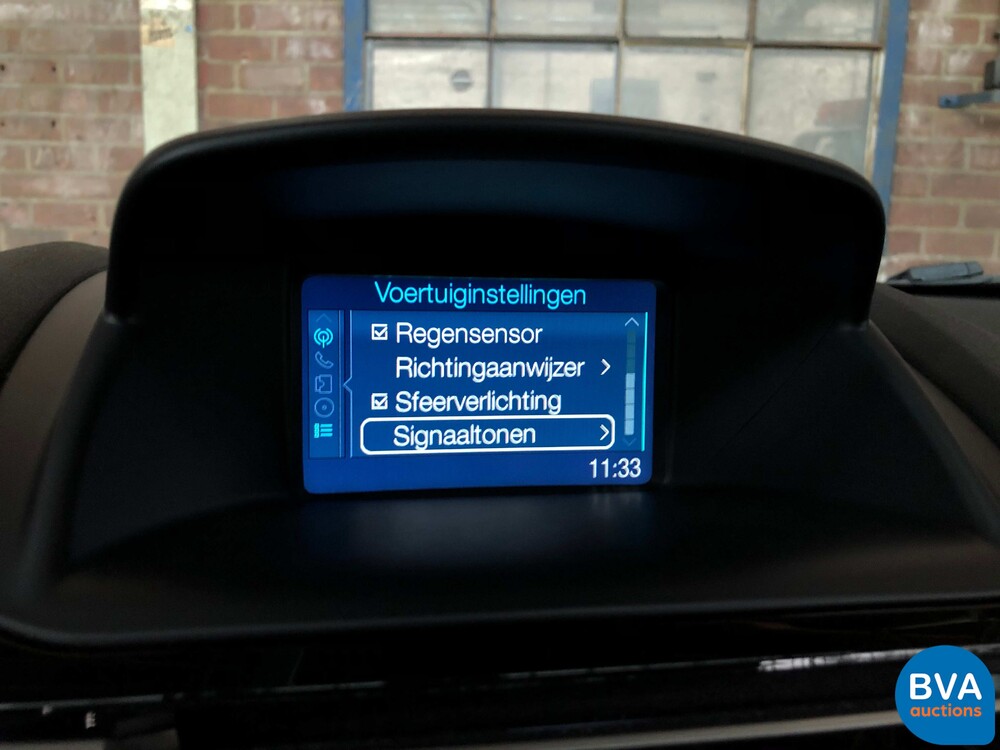 Voertuiginstellingen
Regensensor
Richtingaanwijzer
Sfeerverlichting
Signaaltonen
11:33
BVA
auctions